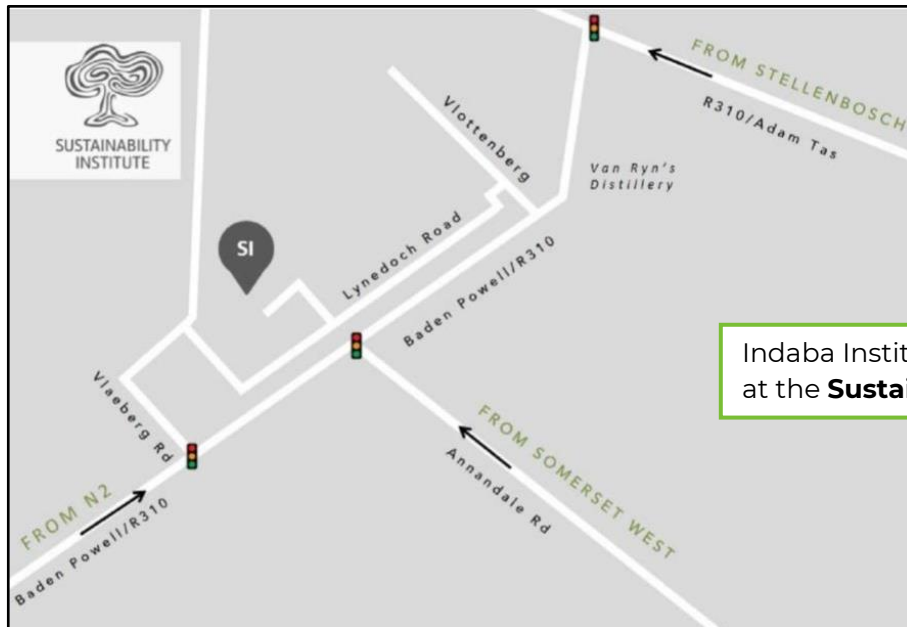 SUSTAINABILITY
INSTITUTE
FROM STELLENBOSCH
R310/Adam Tas
Vlottenberg
Van Ryn's
Distillery
SI
Lynedoch Road
Baden Powell/R310
Indaba Instit
at the Sustai
Vlaeberg Rd
FROM SOMERSET WEST
Annandale Rd
FROM N2
Baden Powell/R310